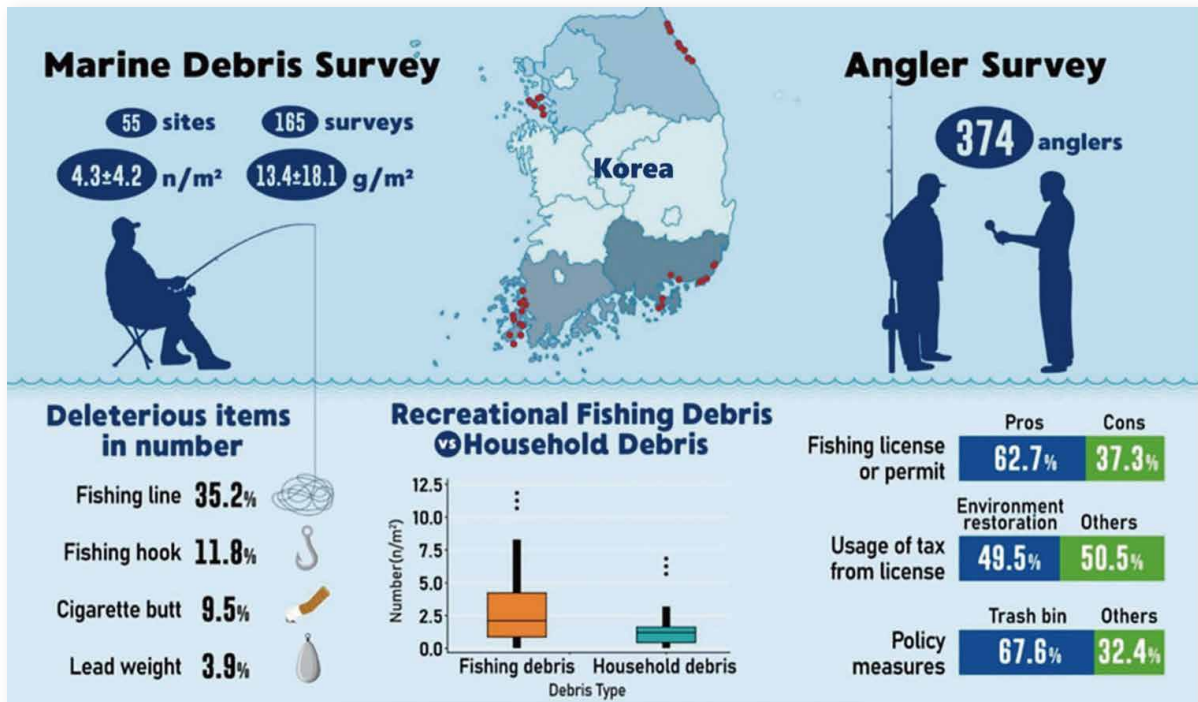 Marine Debris Survey
55 sites
165 surveys
4.3±4.2 n/m²
13.4±18.1 g/m²
Korea
Angler Survey
374 anglers
Deleterious items
in number
Fishing line 35.2%
Fishing hook 11.8%
Cigarette butt 9.5%
Lead weight 3.9%
Recreational Fishing Debris
VS Household Debris
Number(n/m²)
12.5
10.0
7.5
5.0
2.5
0.0
Fishing debris
Household debris
Debris Type
Pros
Cons
Fishing license
or permit
62.7%
37.3%
Environment
restoration
Others
Usage of tax
from license
49.5%
50.5%
Trash bin
Others
Policy
measures
67.6%
32.4%